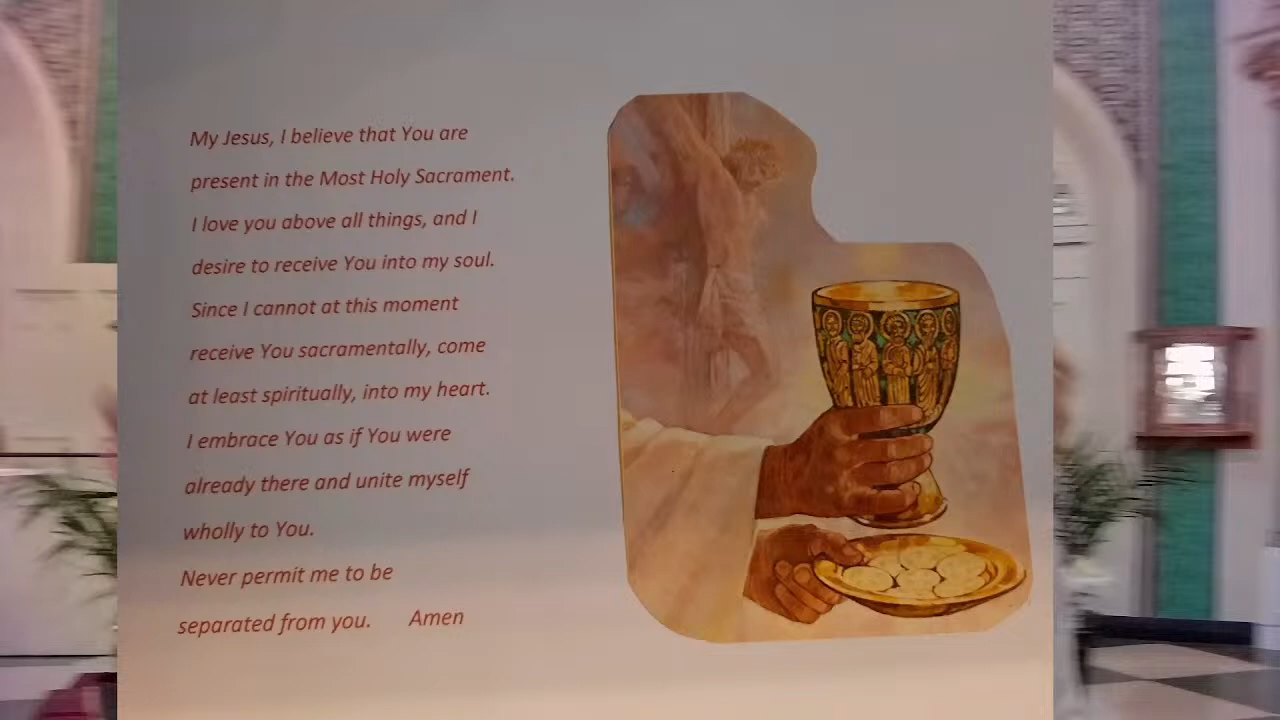 My Jesus, I believe that You are
present in the Most Holy Sacrament.
I love you above all things, and I
desire to receive You into my soul.
Since I cannot at this moment
receive You sacramentally, come
at least spiritually, into my heart.
I embrace You as if You were
already there and unite myself
wholly to You.
Never permit me to be
separated from you. Amen